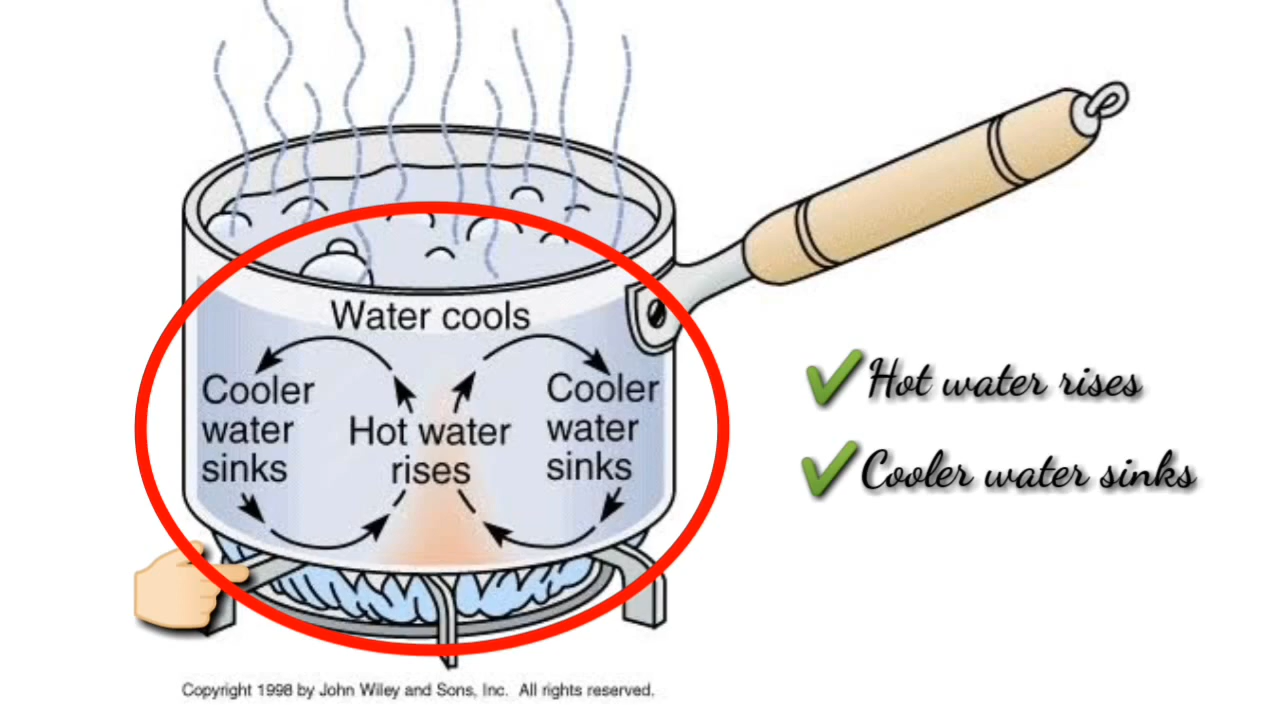 Water cools
Cooler
water
sinks
Hot water
rises
Cooler
water
sinks
Hot water rises
Cooler water sinks
Copyright 1998 by John Wiley and Sons, Inc.  All rights reserved.